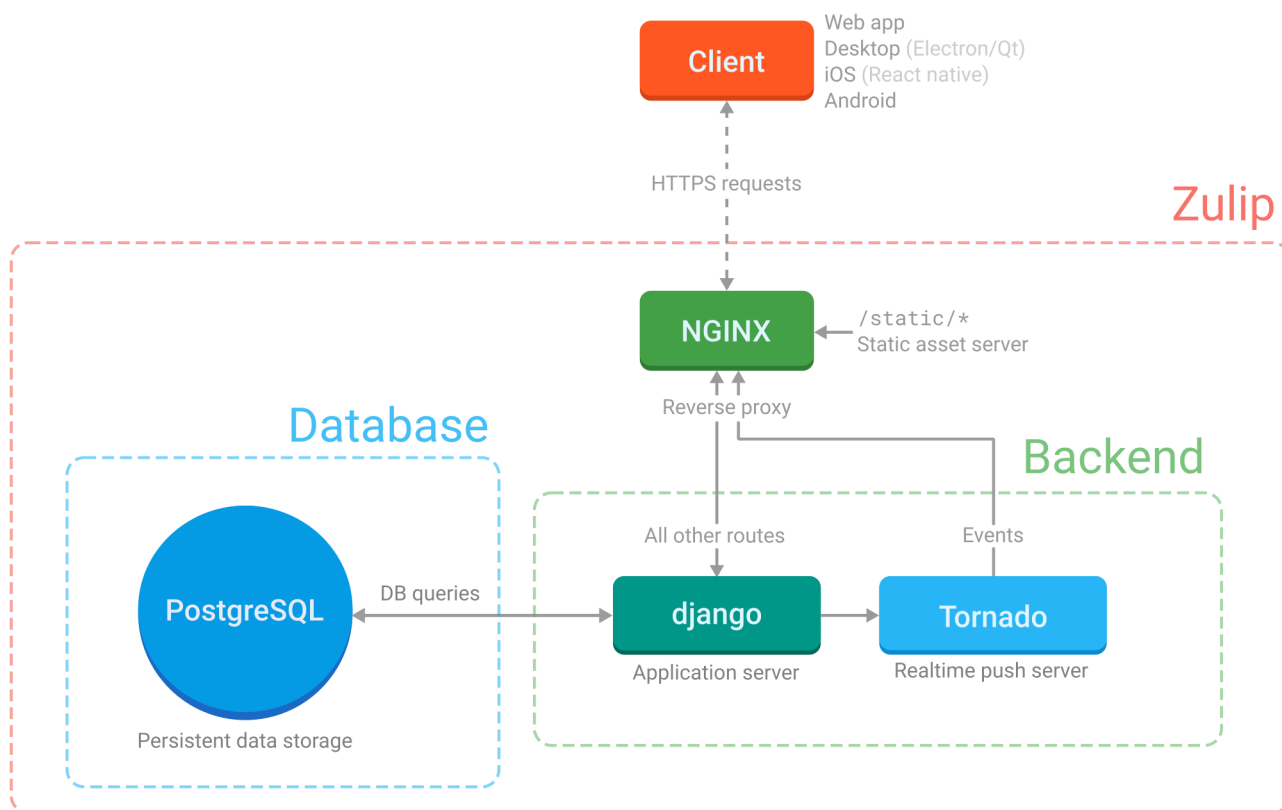 Client
Web app
Desktop (Electron/Qt)
iOS (React native)
Android
HTTPS requests
Zulip
NGINX
/static/*
Static asset server
Reverse proxy
Database
Backend
All other routes
Events
PostgreSQL
DB queries
django
Tornado
Application server
Realtime push server
Persistent data storage